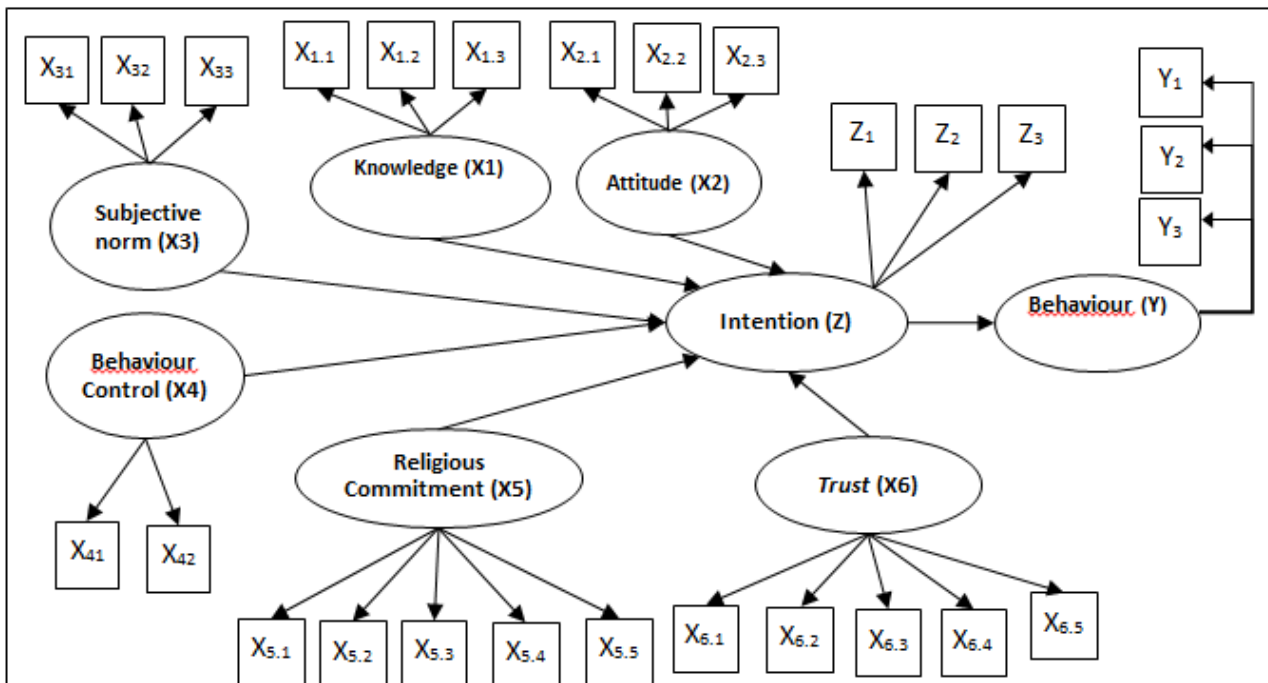 X31
X32
X33
X1.1
X1.2
X1.3
X2.1
X2.2
X2.3
Z1
Z2
Z3
Y1
Y2
Y3
Knowledge (X1)
Attitude (X2)
Subjective
norm (X3)
Intention (Z)
Behaviour (Y)
Behaviour
Control (X4)
Religious
Commitment (X5)
Trust (X6)
X41
X42
X5.1
X5.2
X5.3
X5.4
X5.5
X6.1
X6.2
X6.3
X6.4
X6.5